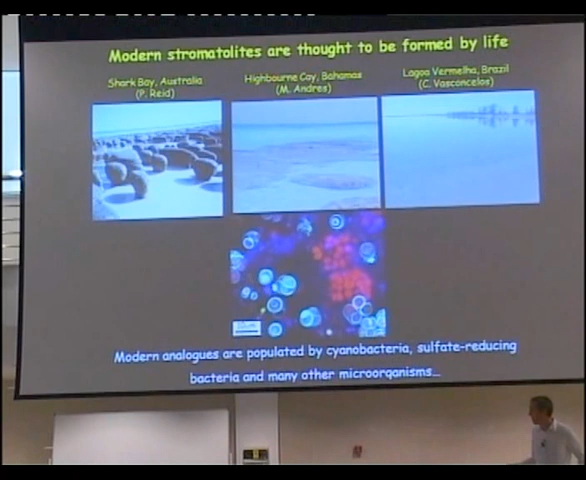 Modern stromatolites are thought to be formed by life
Shark Bay, Australia
(P. Reid)
Highbourne Cay, Bahamas
(M. Andres)
Lagoa Vermelha, Brazil
(C. Vasconcelos)
Modern analogues are populated by cyanobacteria, sulfate-reducing
bacteria and many other microorganisms...